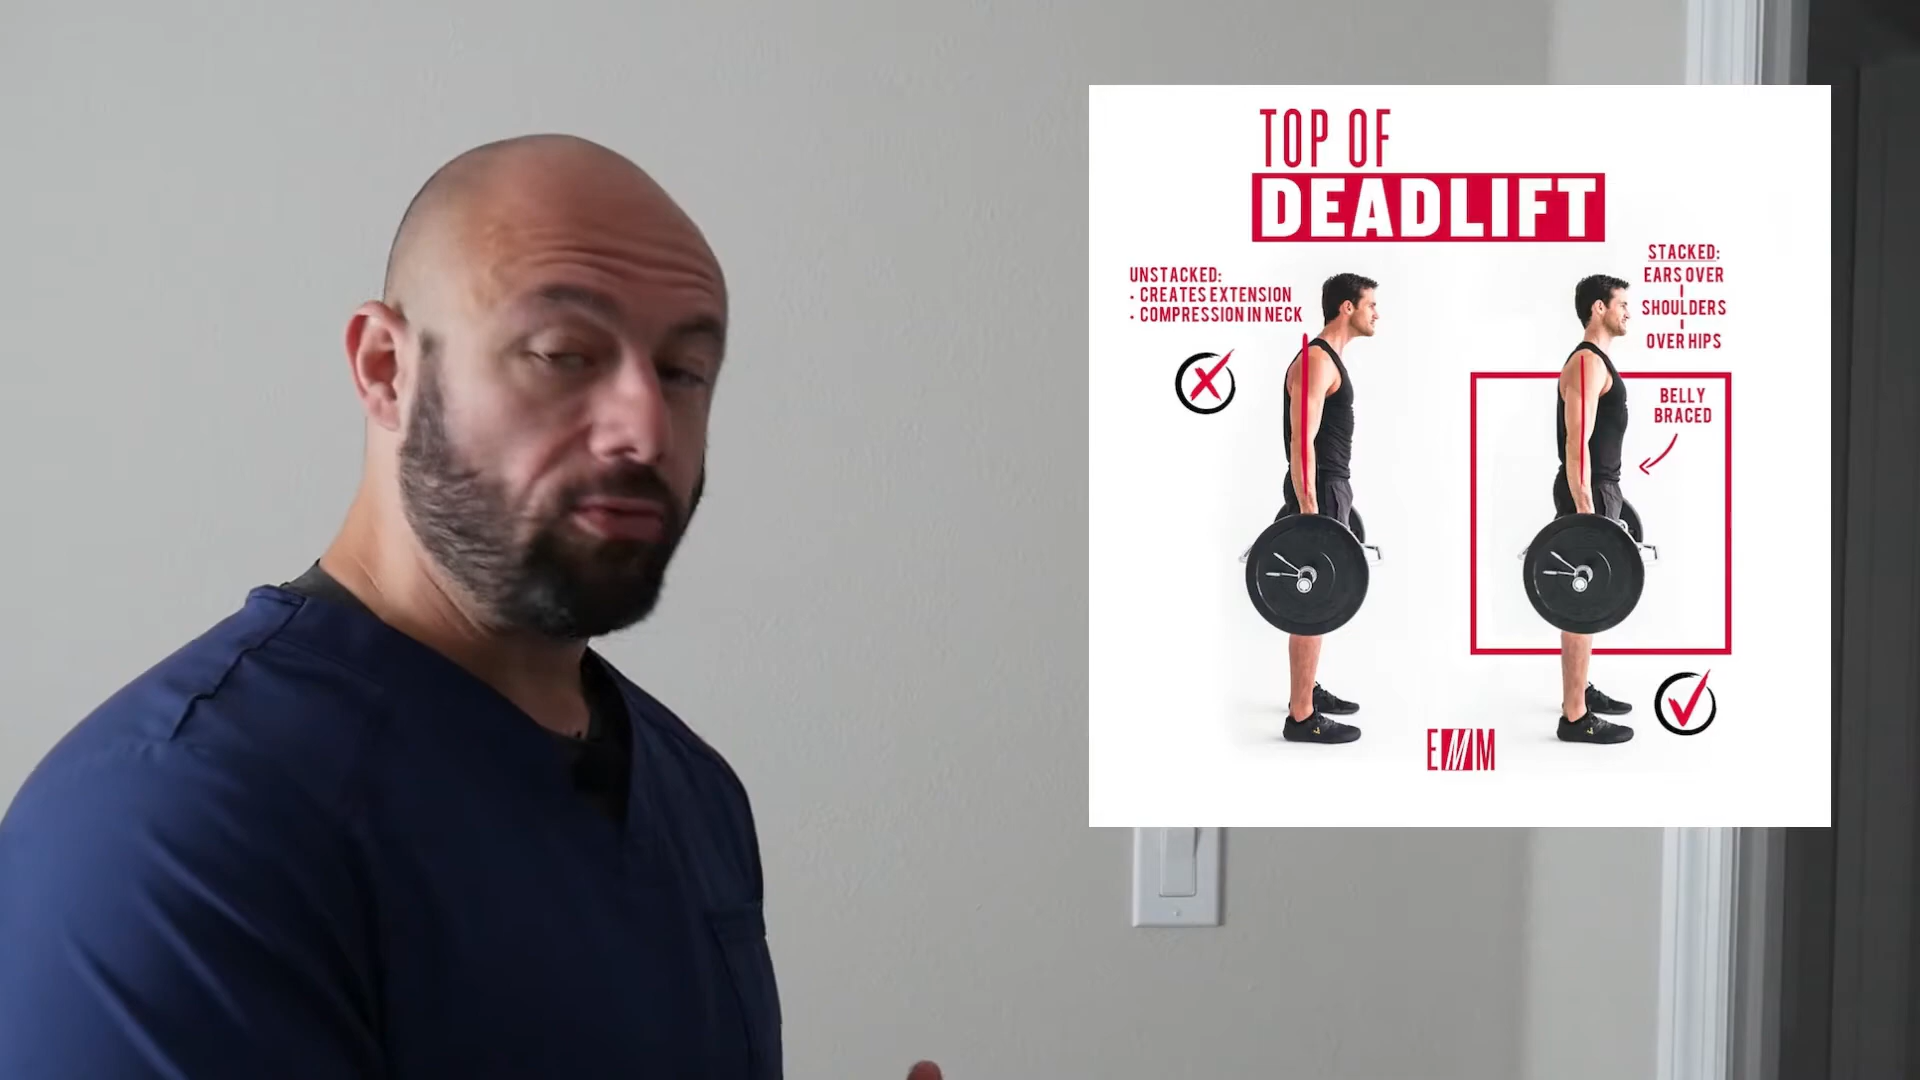 TOP OF
DEADLIFT
UNSTACKED:
• CREATES EXTENSION
• COMPRESSION IN NECK
STACKED:
EARS OVER
SHOULDERS
OVER HIPS
BELLY
BRACED
EMM